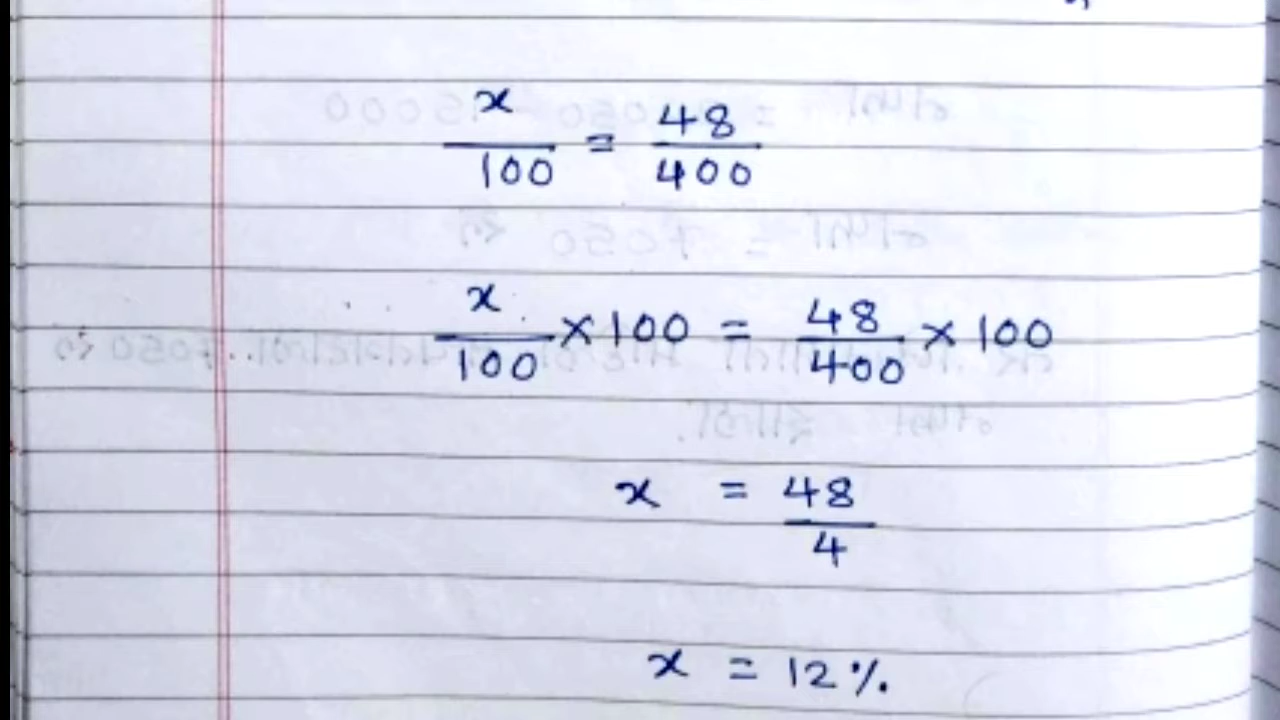 x/100 = 48/400
x/100 × 100 = 48/400 × 100
x = 48/4
x = 12%.